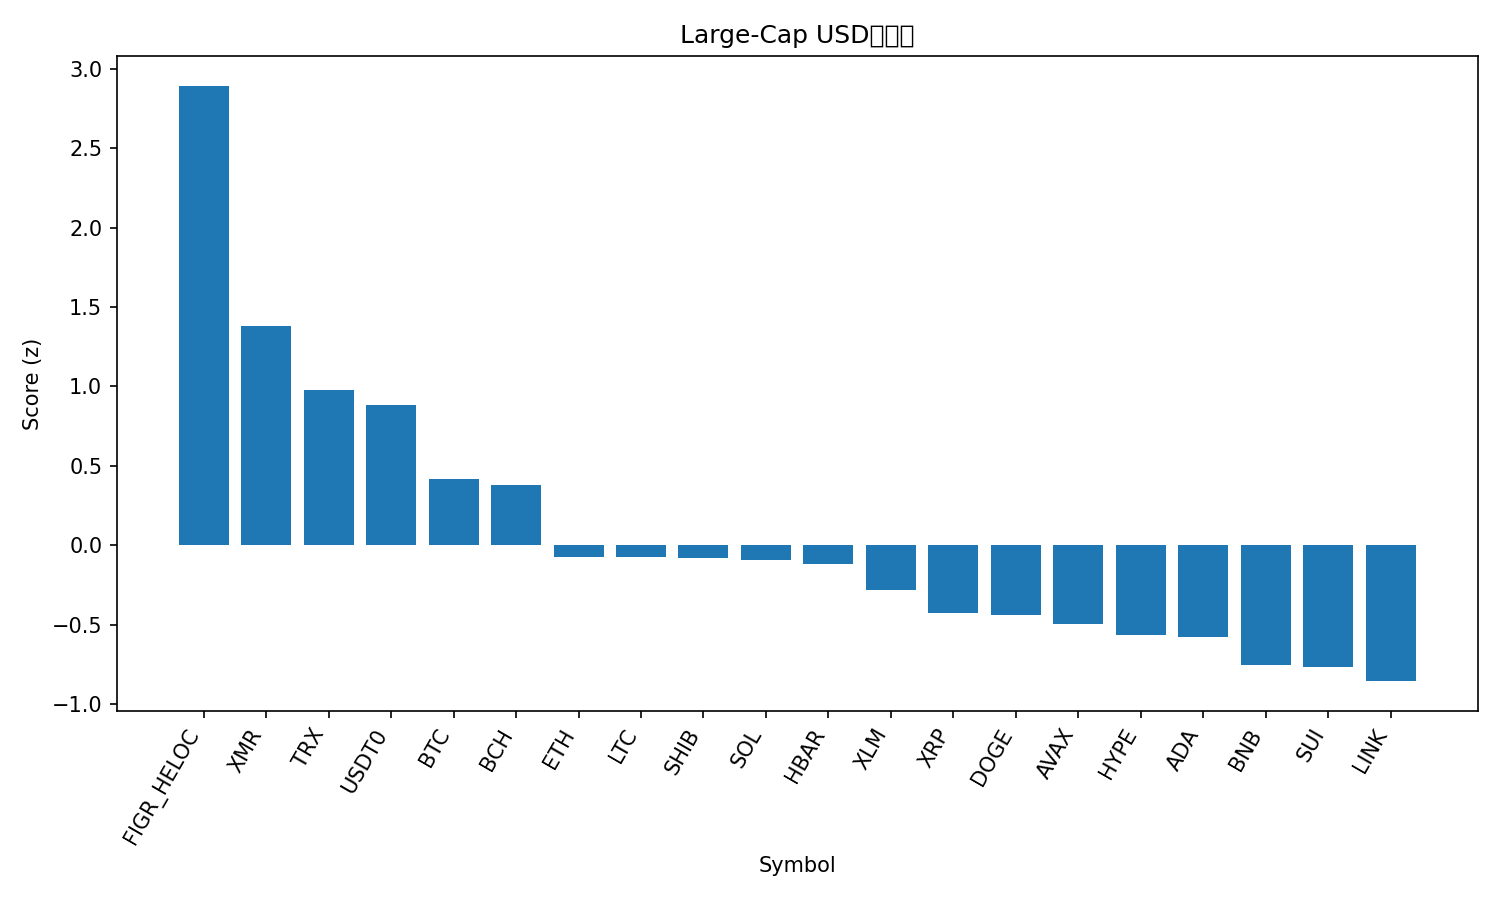 Large-Cap USD
Score (z)
3.0
2.5
2.0
1.5
1.0
0.5
0.0
−0.5
−1.0
FIGR_HELOC
XMR
TRX
USDT0
BTC
BCH
ETH
LTC
SHIB
SOL
HBAR
XLM
XRP
DOGE
AVAX
HYPE
ADA
BNB
SUI
LINK
Symbol